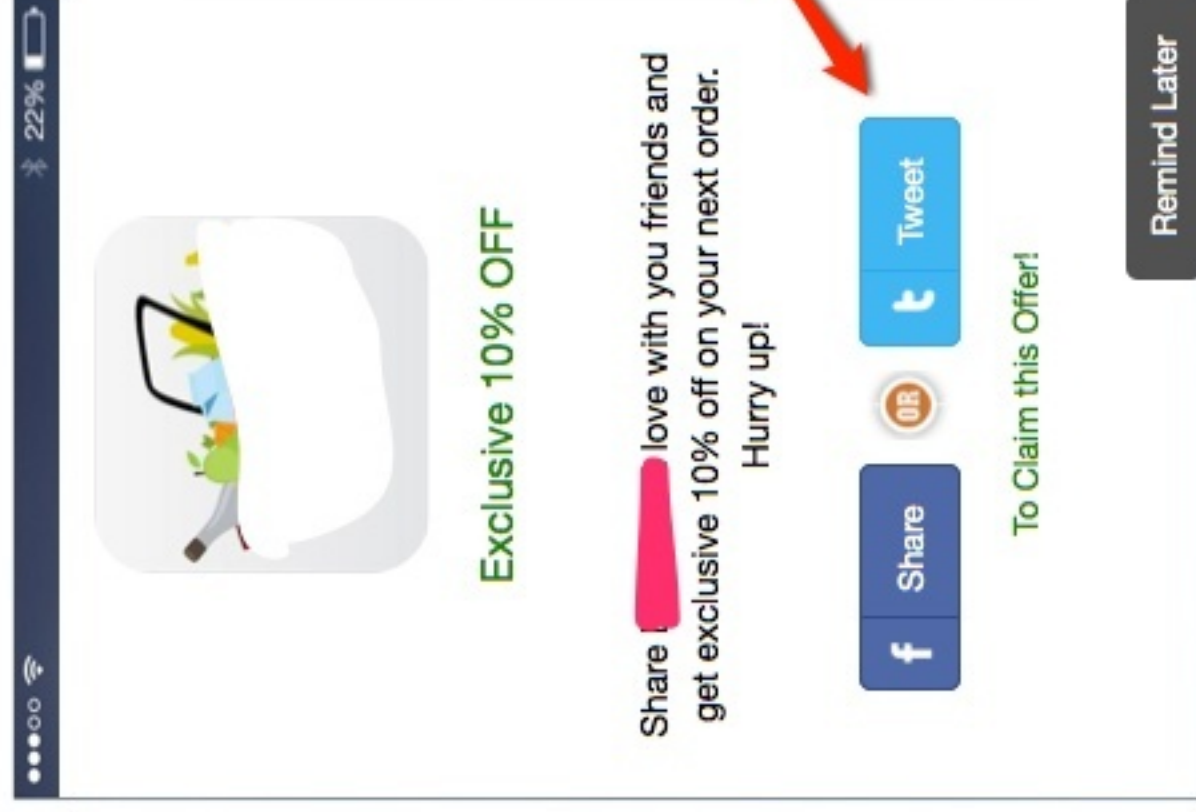 22%
Exclusive 10% OFF
Share love with you friends and
get exclusive 10% off on your next order.
Hurry up!
f Share
OR
t Tweet
To Claim this Offer!
Remind Later